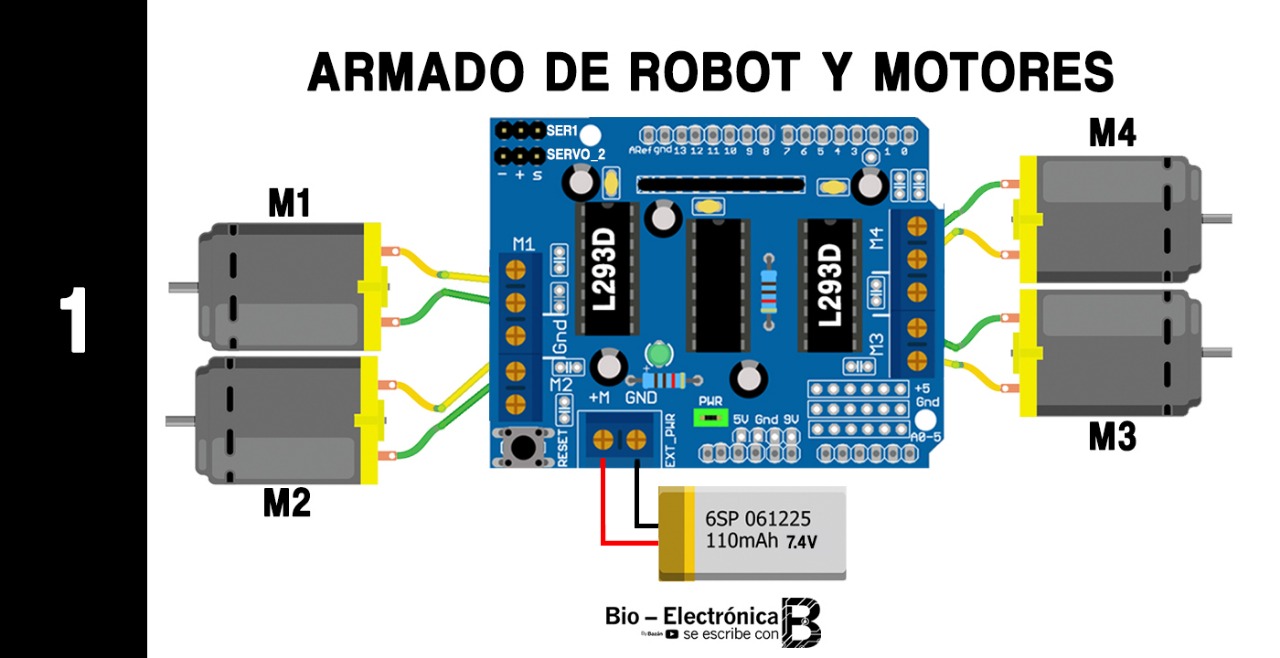 1
ARMADO DE ROBOT Y MOTORES
SER1
SERVO_2
- + s
ARef gnd 13 12 11 10 9 8 7 6 5 4 3 1 0
M1
M4
M1
L293D
L293D
M4
Gnd
M3
M2
+M GND
PWR
+5
Gnd
5V Gnd 9V
A0-5
RESET
EXT_PWR
M2
M3
6SP 061225
110mAh 7.4V
Bio – Electrónica
By Bazán se escribe con
B